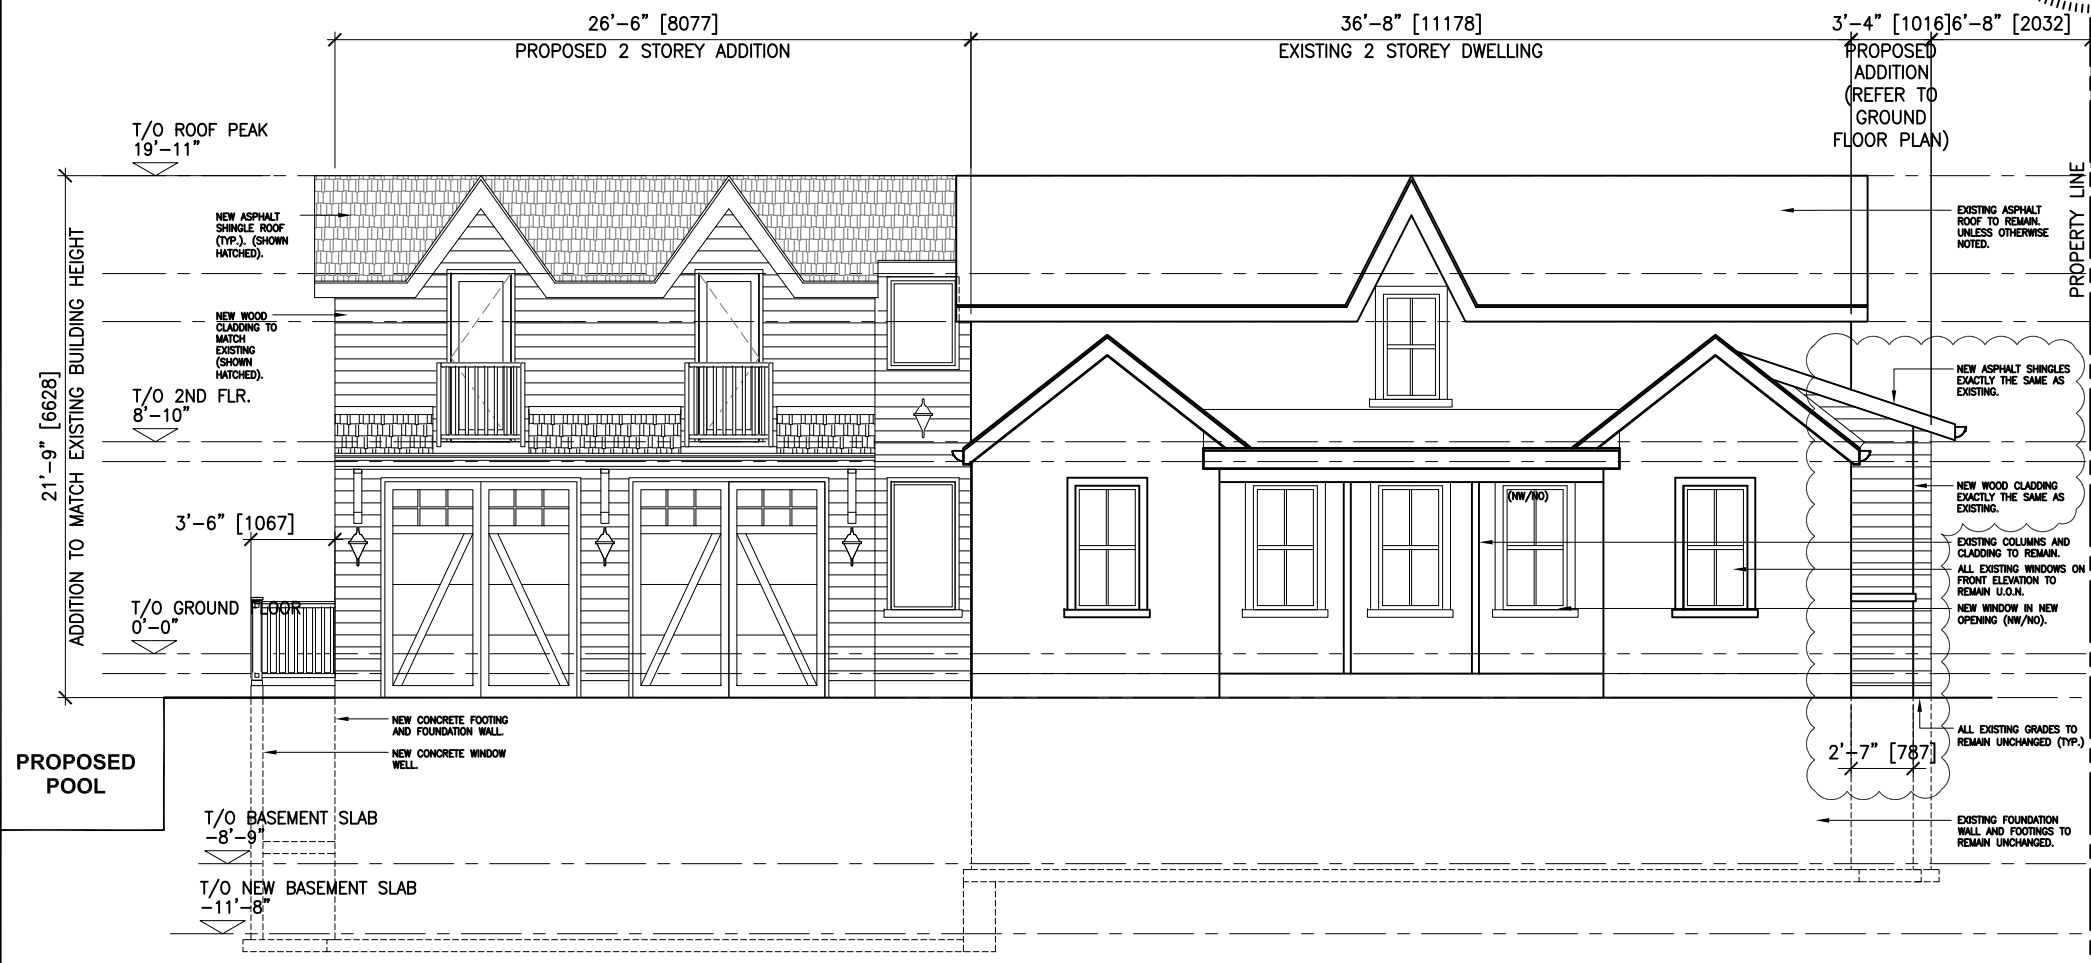 26'-6" [8077]
PROPOSED 2 STOREY ADDITION
36'-8" [11178]
EXISTING 2 STOREY DWELLING
3'-4" [1016]
6'-8" [2032]
PROPOSED
ADDITION
(REFER TO
GROUND
FLOOR PLAN)
T/O ROOF PEAK
19'-11"
PROPERTY LINE
NEW ASPHALT
SHINGLE ROOF
(TYP.). (SHOWN
HATCHED).
EXISTING ASPHALT
ROOF TO REMAIN.
UNLESS OTHERWISE
NOTED.
NEW WOOD
CLADDING TO
MATCH
EXISTING
(SHOWN
HATCHED).
21'-9" [6628]
ADDITION TO MATCH EXISTING BUILDING HEIGHT
T/O 2ND FLR.
8'-10"
NEW ASPHALT SHINGLES
EXACTLY THE SAME AS
EXISTING.
3'-6" [1067]
(NW/NO)
NEW WOOD CLADDING
EXACTLY THE SAME AS
EXISTING.
EXISTING COLUMNS AND
CLADDING TO REMAIN.
ALL EXISTING WINDOWS ON
FRONT ELEVATION TO
REMAIN U.O.N.
NEW WINDOW IN NEW
OPENING (NW/NO).
T/O GROUND FLOOR
0'-0"
NEW CONCRETE FOOTING
AND FOUNDATION WALL.
NEW CONCRETE WINDOW
WELL.
ALL EXISTING GRADES TO
REMAIN UNCHANGED (TYP.)
2'-7" [787]
PROPOSED
POOL
T/O BASEMENT SLAB
-8'-9"
EXISTING FOUNDATION
WALL AND FOOTINGS TO
REMAIN UNCHANGED.
T/O NEW BASEMENT SLAB
-11'-8"